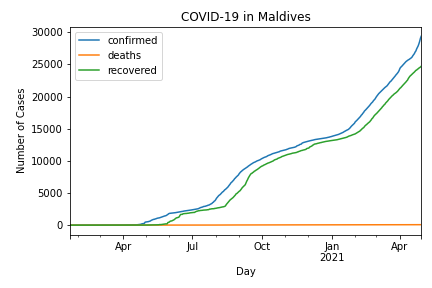 COVID-19 in Maldives
confirmed
deaths
recovered
Number of Cases
30000
25000
20000
15000
10000
5000
0
Apr
Jul
Oct
Jan
2021
Apr
Day